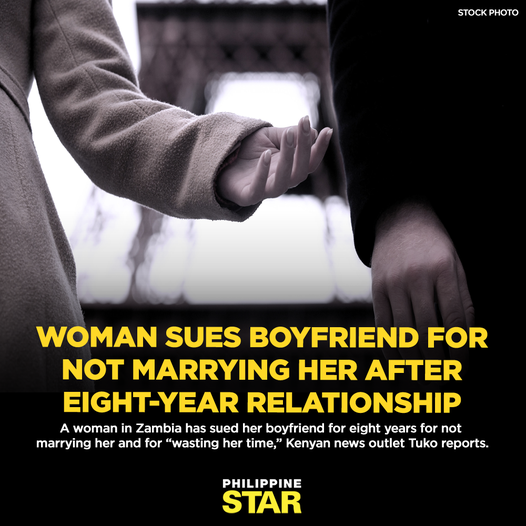 STOCK PHOTO
WOMAN SUES BOYFRIEND FOR
NOT MARRYING HER AFTER
EIGHT-YEAR RELATIONSHIP
A woman in Zambia has sued her boyfriend for eight years for not
marrying her and for “wasting her time,” Kenyan news outlet Tuko reports.
PHILIPPINE
STAR